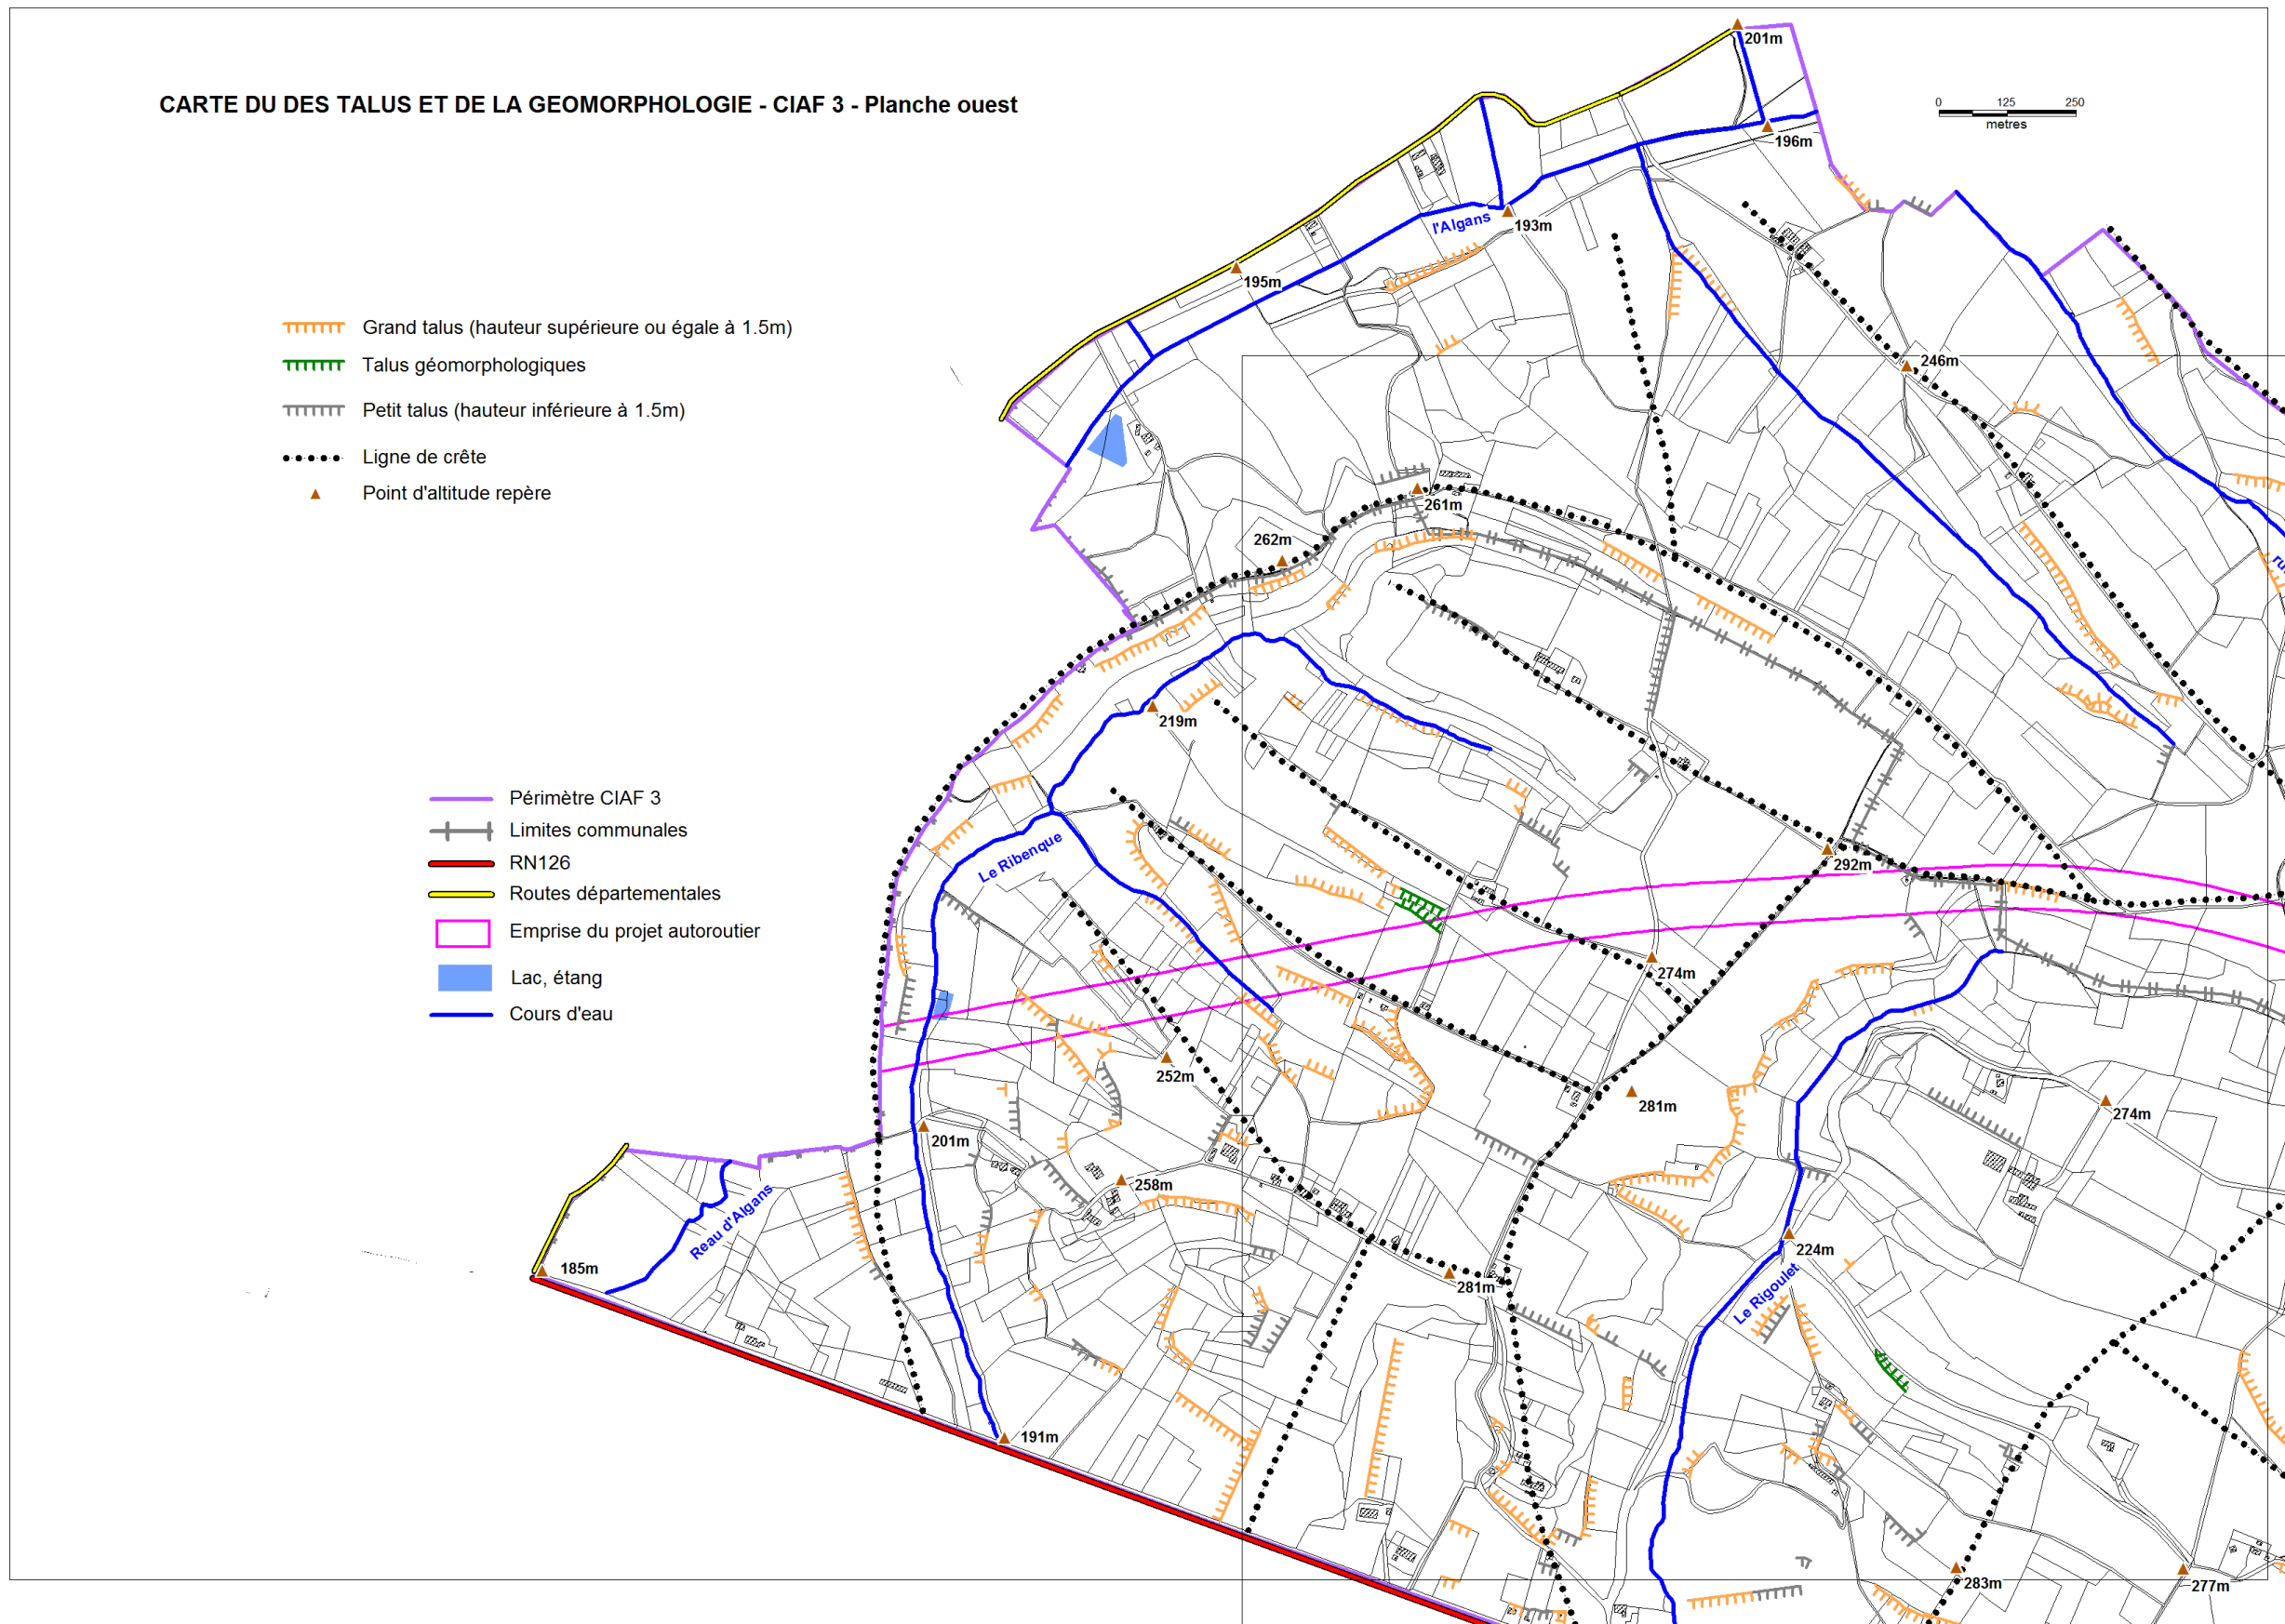 201m
CARTE DU DES TALUS ET DE LA GEOMORPHOLOGIE - CIAF 3 - Planche ouest
0 125 250
metres
196m
l'Algans
193m
195m
Grand talus (hauteur supérieure ou égale à 1.5m)
Talus géomorphologiques
246m
Petit talus (hauteur inférieure à 1.5m)
Ligne de crête
Point d'altitude repère
261m
262m
219m
Périmètre CIAF 3
Limites communales
Le Ribenque
RN126
292m
Routes départementales
Emprise du projet autoroutier
274m
Lac, étang
Cours d'eau
252m
281m
274m
201m
258m
Reau d'Algans
224m
185m
281m
Le Rigoulet
191m
283m
277m